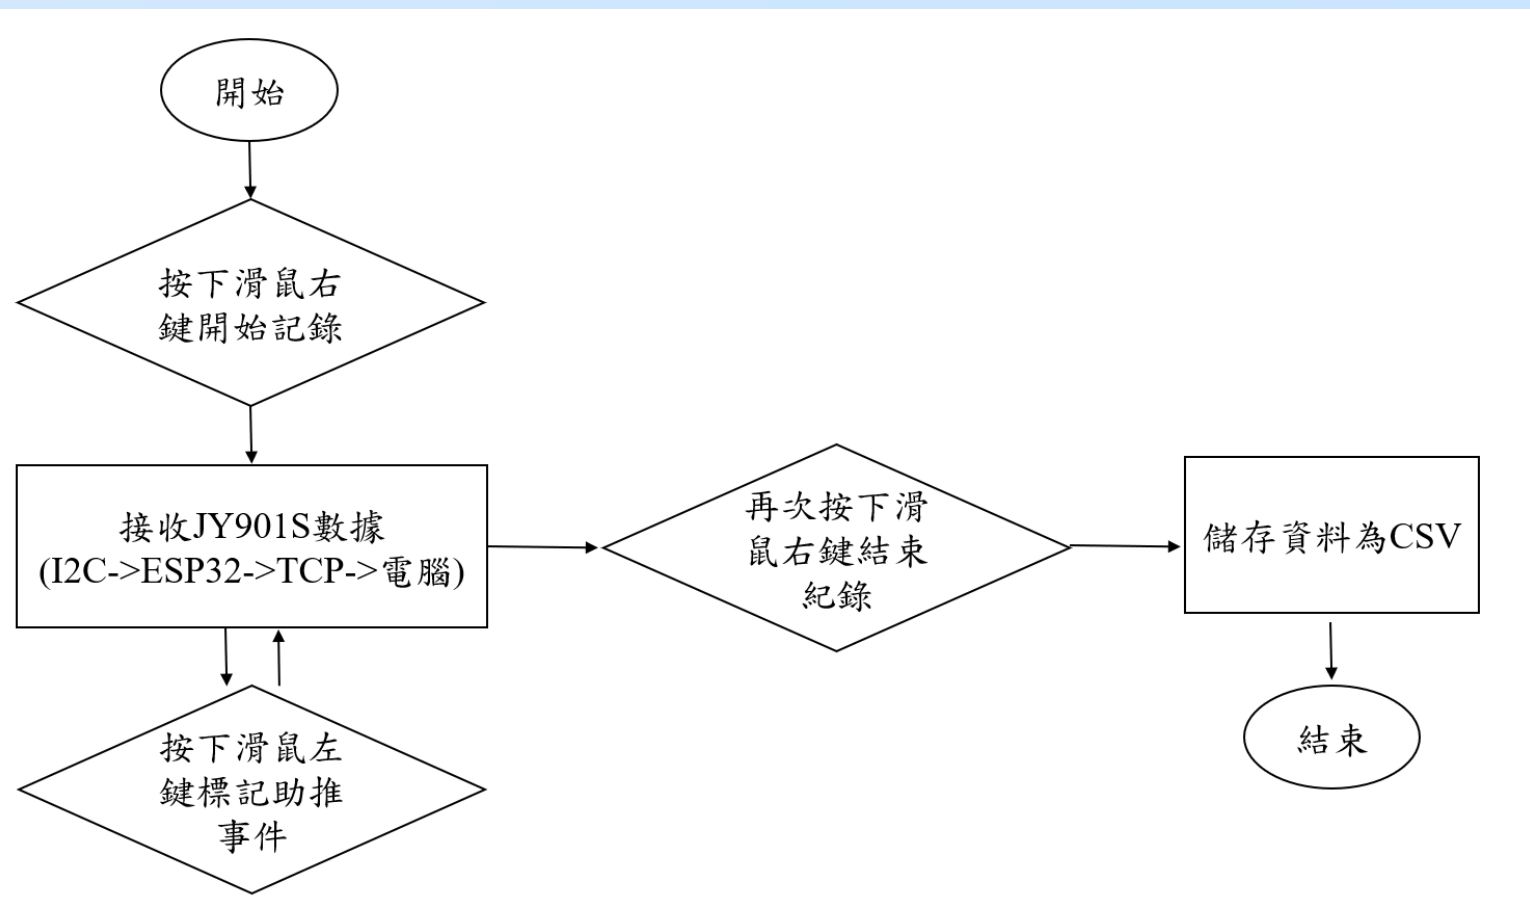 開始
按下滑鼠右
鍵開始記錄
接收JY901S數據
(I2C->ESP32->TCP->電腦)
按下滑鼠左
鍵標記助推
事件
再次按下滑
鼠右鍵結束
紀錄
儲存資料為CSV
結束